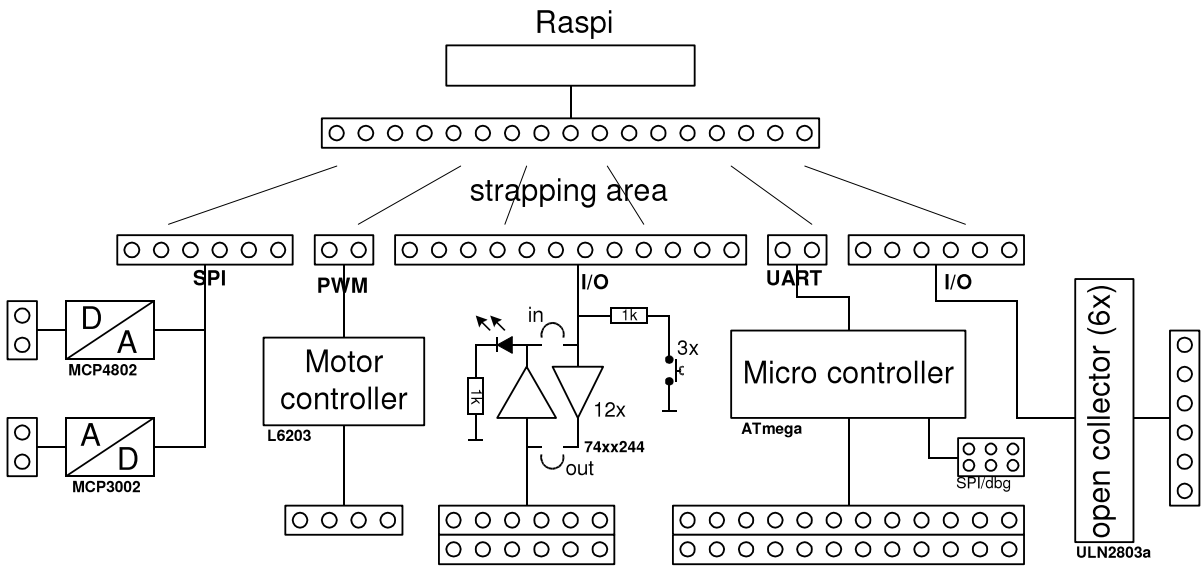 Raspi
strapping area
SPI
PWM
I/O
UART
I/O
D
A
MCP4802
A
D
MCP3002
Motor
controller
L6203
in
1k
1k
3x
12x
74xx244
out
Micro controller
ATmega
SPI/dbg
open collector (6x)
ULN2803a